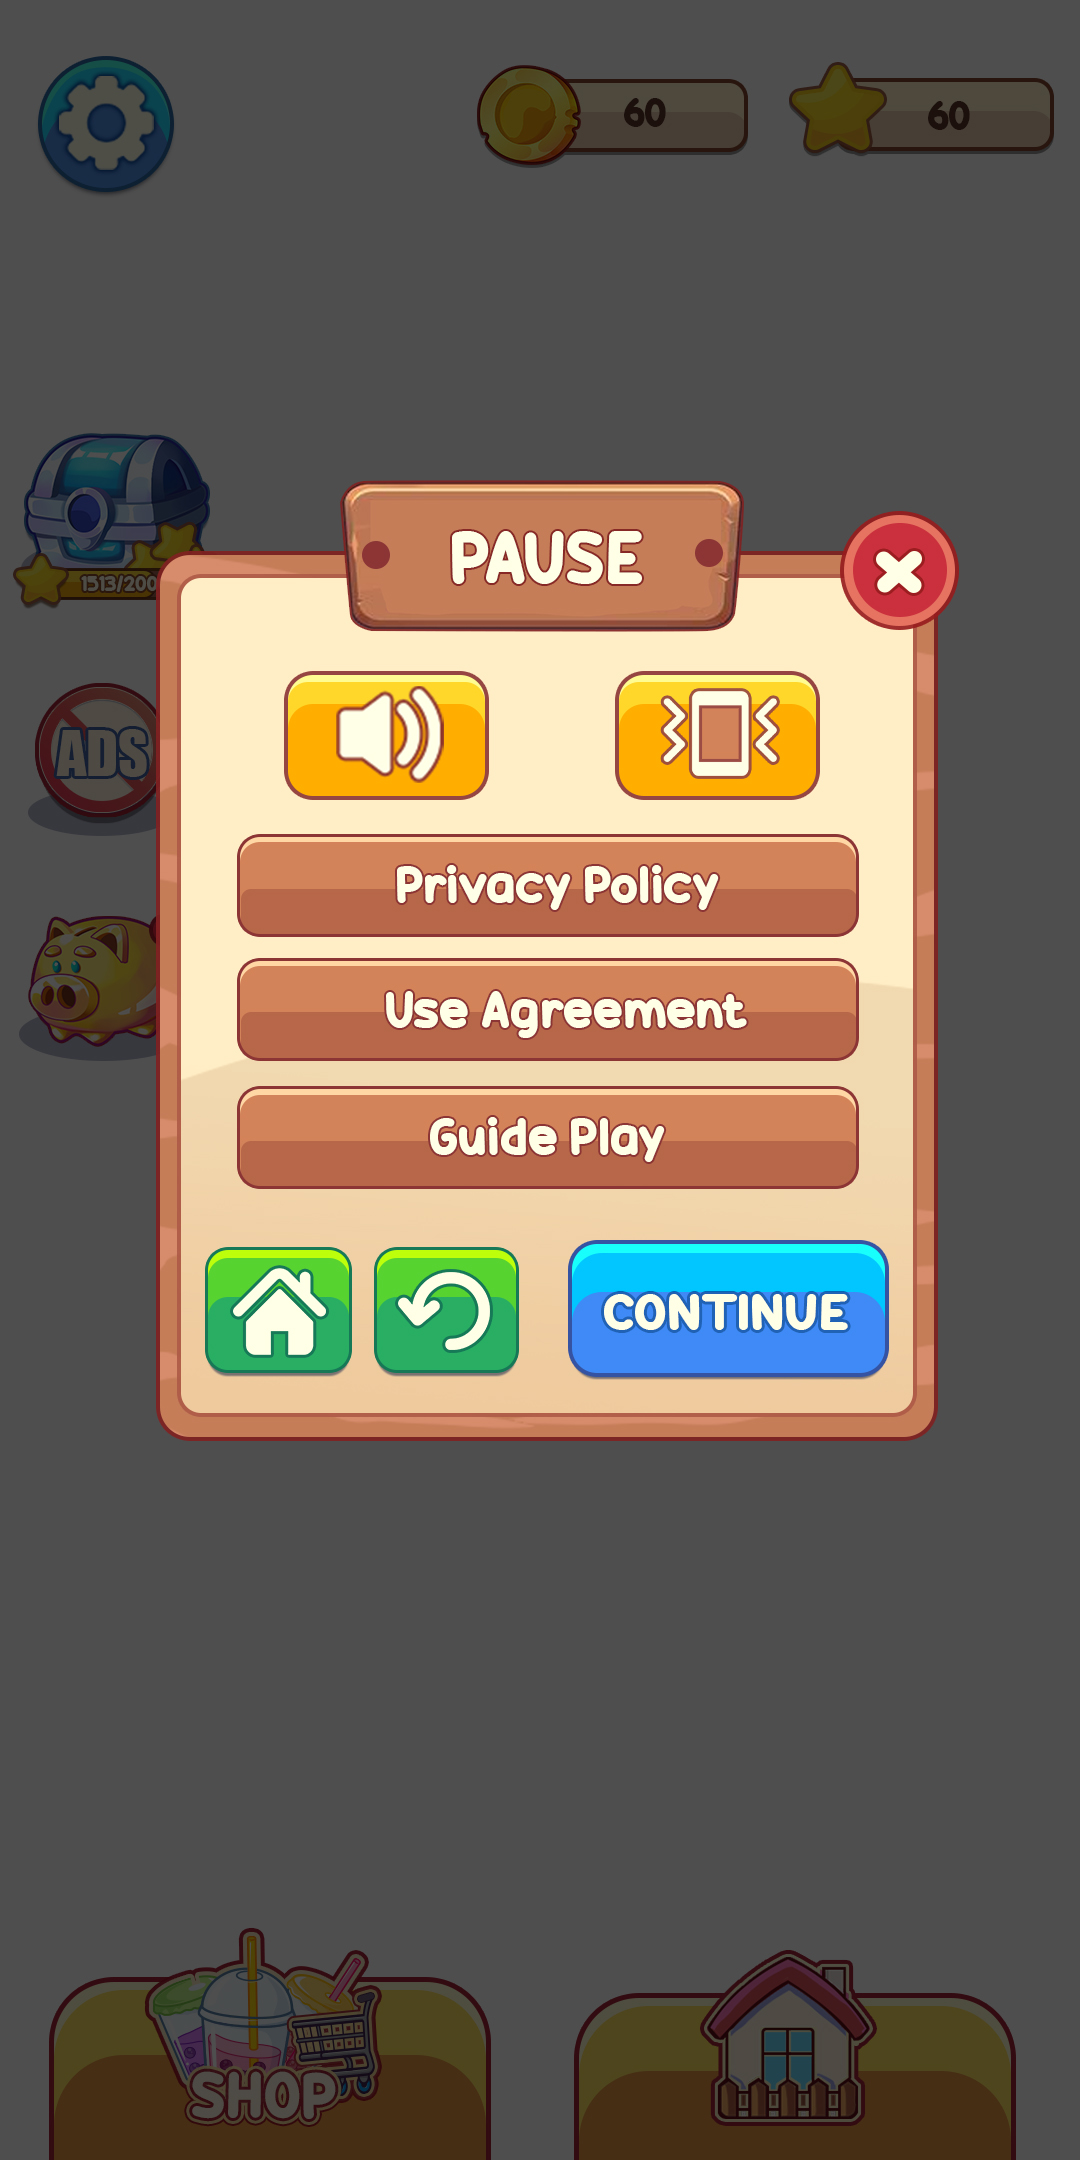 60
60
1513/200
PAUSE
ADS
Privacy Policy
Use Agreement
Guide Play
CONTINUE
SHOP